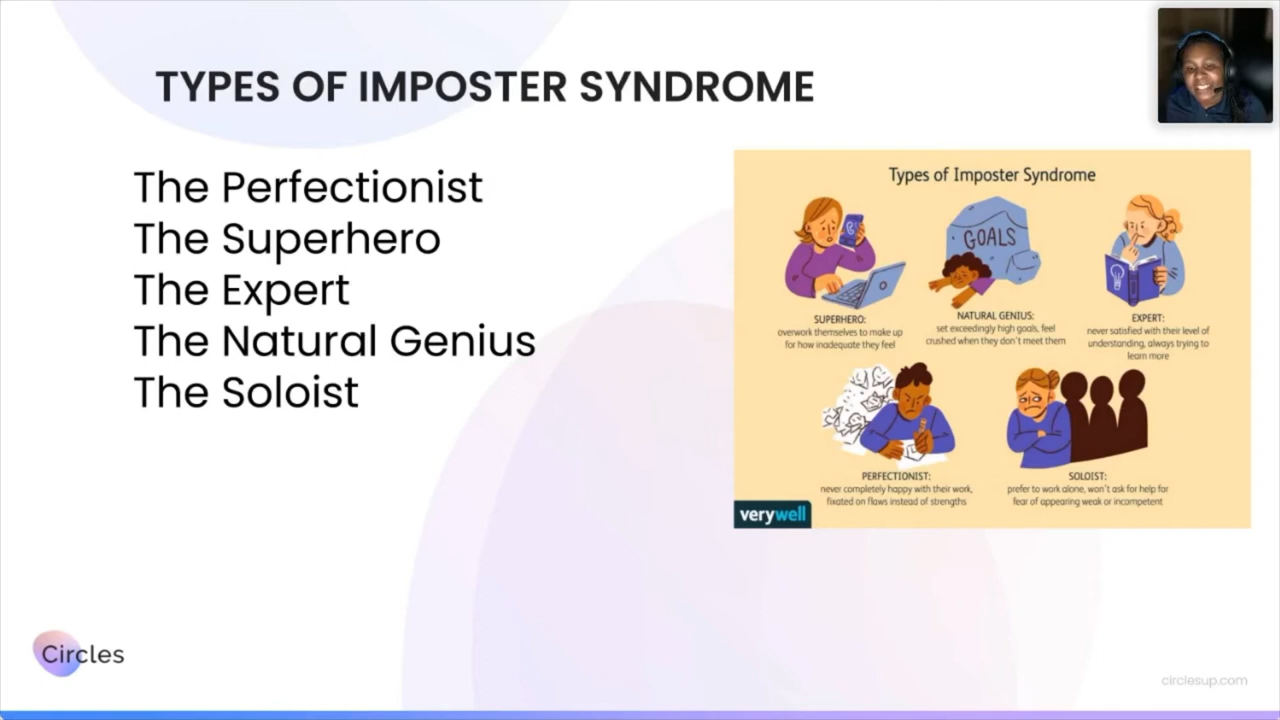 TYPES OF IMPOSTER SYNDROME
The Perfectionist
The Superhero
The Expert
The Natural Genius
The Soloist
Types of Imposter Syndrome
GOALS
SUPERHERO:
overwork themselves to make up
for how inadequate they feel
NATURAL GENIUS:
set exceedingly high goals, feel
crushed when they don't meet them
EXPERT:
never satisfied with their level of
understanding, always trying to
learn more
PERFECTIONIST:
never completely happy with their work,
fixated on flaws instead of strengths
SOLOIST:
prefer to work alone, won't ask for help for
fear of appearing weak or incompetent
verywell
Circles
circlesup.com